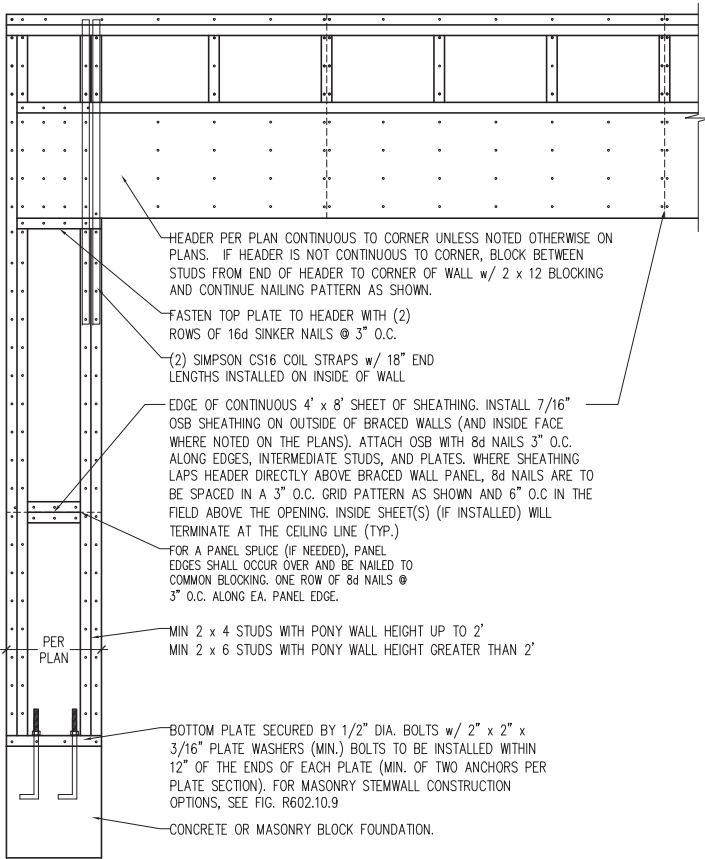 HEADER PER PLAN CONTINUOUS TO CORNER UNLESS NOTED OTHERWISE ON
PLANS. IF HEADER IS NOT CONTINUOUS TO CORNER, BLOCK BETWEEN
STUDS FROM END OF HEADER TO CORNER OF WALL w/ 2 x 12 BLOCKING
AND CONTINUE NAILING PATTERN AS SHOWN.
FASTEN TOP PLATE TO HEADER WITH (2)
ROWS OF 16d SINKER NAILS @ 3" O.C.
(2) SIMPSON CS16 COIL STRAPS w/ 18" END
LENGTHS INSTALLED ON INSIDE OF WALL
EDGE OF CONTINUOUS 4' x 8' SHEET OF SHEATHING. INSTALL 7/16"
OSB SHEATHING ON OUTSIDE OF BRACED WALLS (AND INSIDE FACE
WHERE NOTED ON THE PLANS). ATTACH OSB WITH 8d NAILS 3" O.C.
ALONG EDGES, INTERMEDIATE STUDS, AND PLATES. WHERE SHEATHING
LAPS HEADER DIRECTLY ABOVE BRACED WALL PANEL, 8d NAILS ARE TO
BE SPACED IN A 3" O.C. GRID PATTERN AS SHOWN AND 6" O.C IN THE
FIELD ABOVE THE OPENING. INSIDE SHEET(S) (IF INSTALLED) WILL
TERMINATE AT THE CEILING LINE (TYP.)
FOR A PANEL SPLICE (IF NEEDED), PANEL
EDGES SHALL OCCUR OVER AND BE NAILED TO
COMMON BLOCKING. ONE ROW OF 8d NAILS @
3" O.C. ALONG EA. PANEL EDGE.
MIN 2 x 4 STUDS WITH PONY WALL HEIGHT UP TO 2'
MIN 2 x 6 STUDS WITH PONY WALL HEIGHT GREATER THAN 2'
PER
PLAN
BOTTOM PLATE SECURED BY 1/2" DIA. BOLTS w/ 2" x 2" x
3/16" PLATE WASHERS (MIN.) BOLTS TO BE INSTALLED WITHIN
12" OF THE ENDS OF EACH PLATE (MIN. OF TWO ANCHORS PER
PLATE SECTION). FOR MASONRY STEMWALL CONSTRUCTION
OPTIONS, SEE FIG. R602.10.9
CONCRETE OR MASONRY BLOCK FOUNDATION.